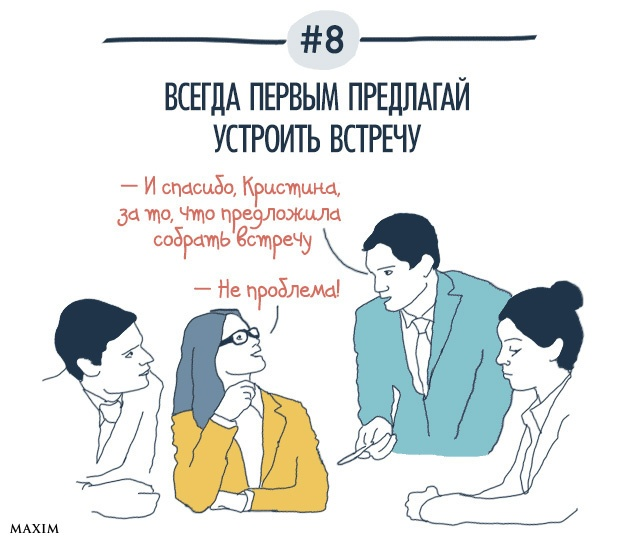 #8
ВСЕГДА ПЕРВЫМ ПРЕДЛАГАЙ
УСТРОИТЬ ВСТРЕЧУ
— И спасибо, Кристина,
за то, что предложила
собрать встречу
— Не проблема!
MAXIM